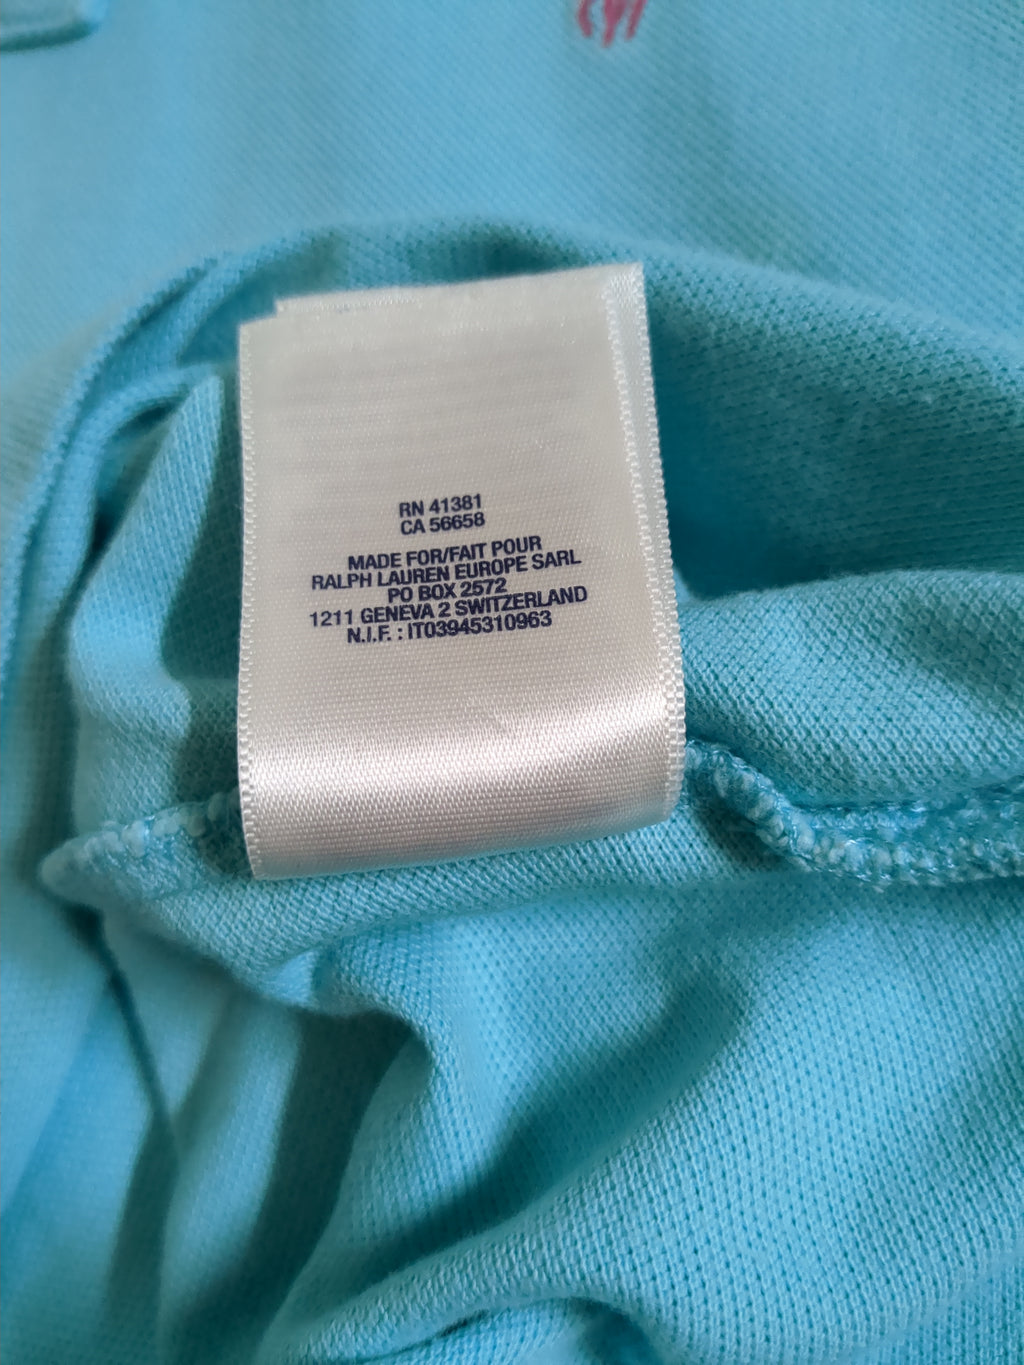 RN 41381
CA 56658
MADE FOR/FAIT POUR
RALPH LAUREN EUROPE SARL
PO BOX 2572
1211 GENEVA 2 SWITZERLAND
N.I.F. : IT03945310963